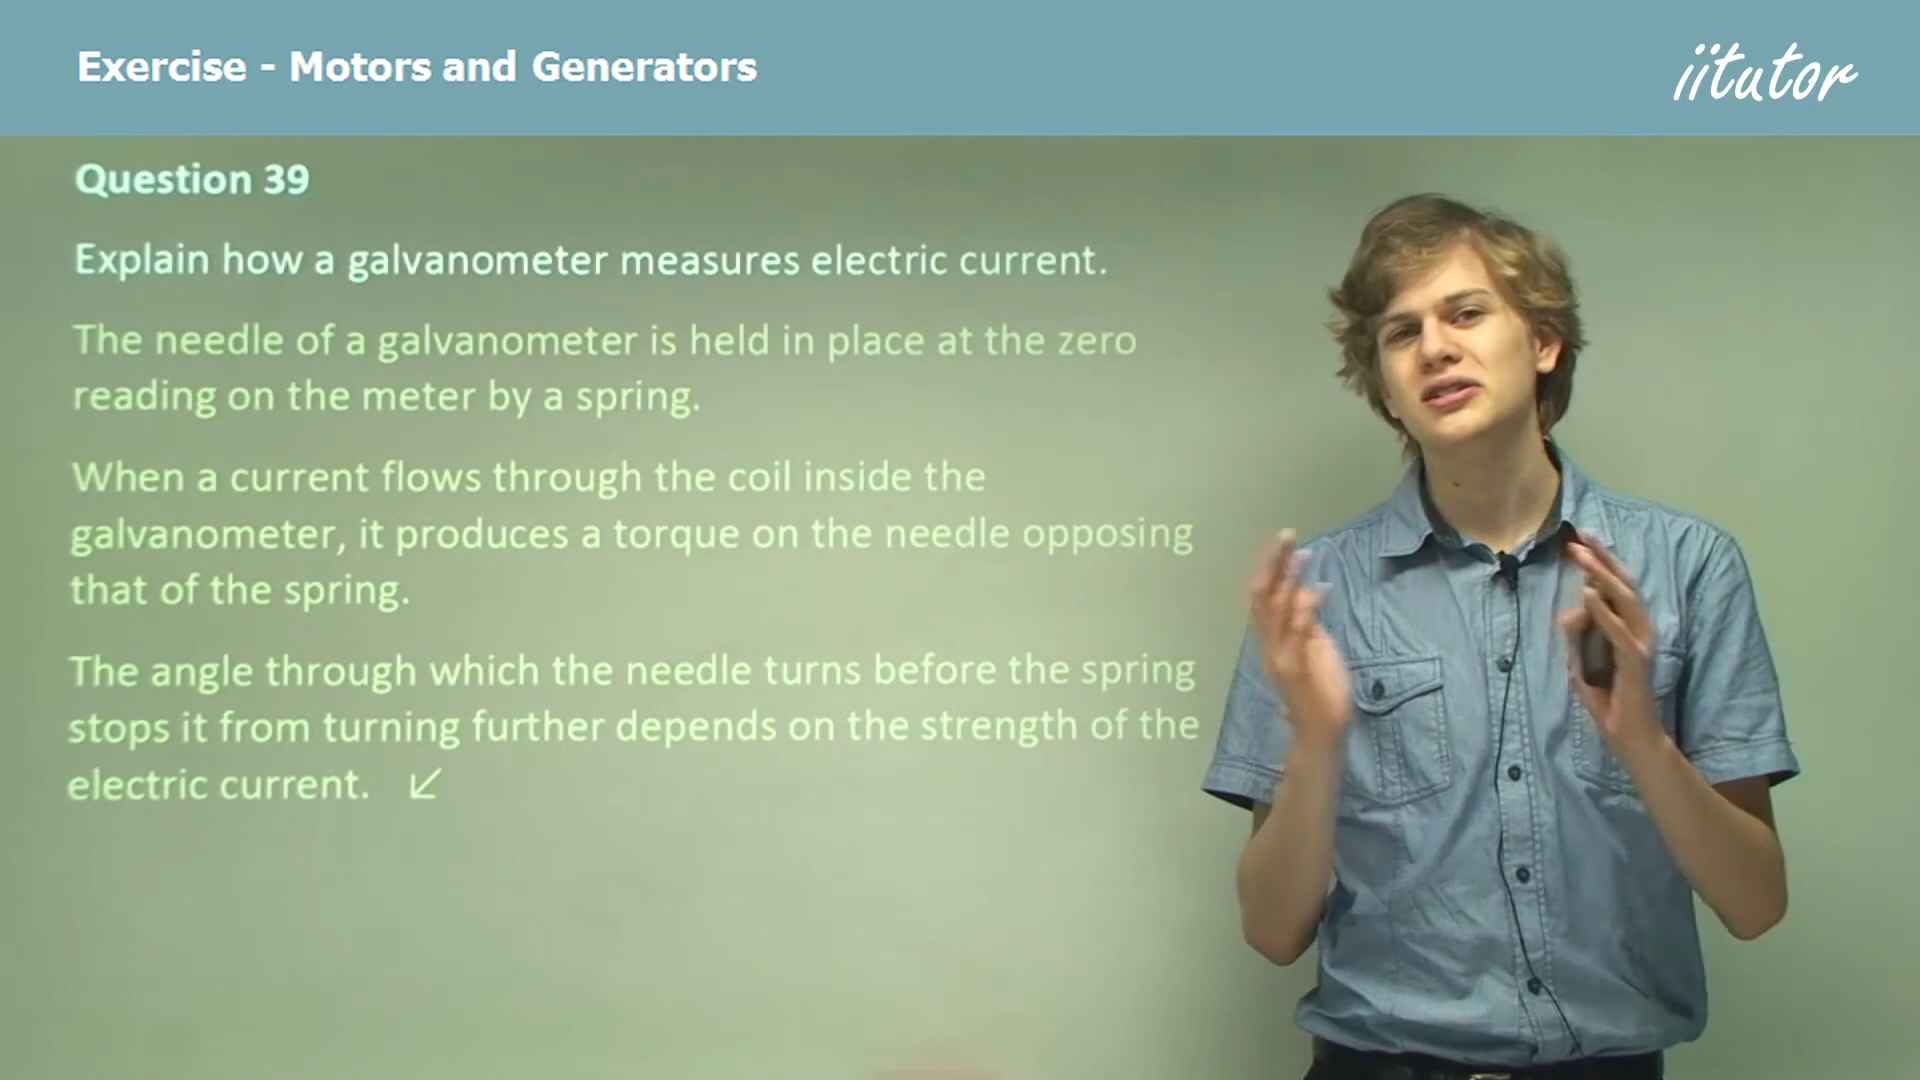 Exercise - Motors and Generators
iitutor
Question 39
Explain how a galvanometer measures electric current.
The needle of a galvanometer is held in place at the zero
reading on the meter by a spring.
When a current flows through the coil inside the
galvanometer, it produces a torque on the needle opposing
that of the spring.
The angle through which the needle turns before the spring
stops it from turning further depends on the strength of the
electric current. ↙